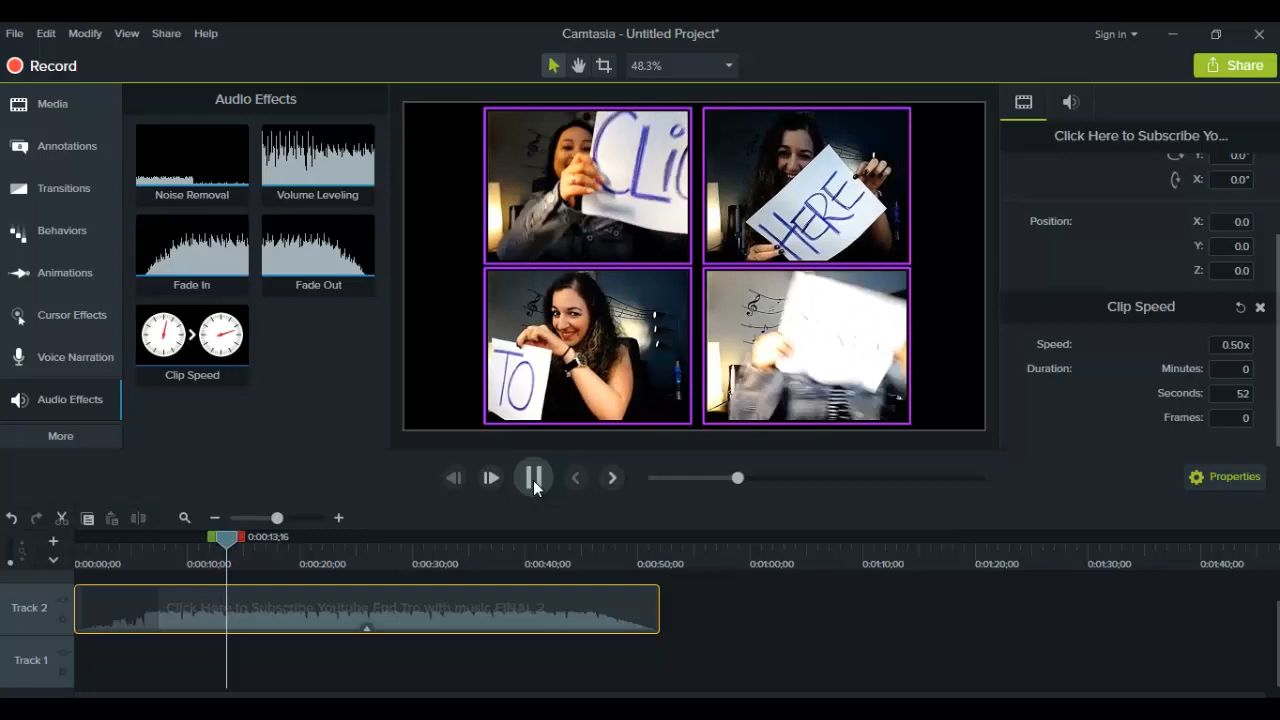 File Edit Modify View Share Help
Camtasia - Untitled Project*
Sign in
Record
48.3%
Share
Media
Annotations
Transitions
Behaviors
Animations
Cursor Effects
Voice Narration
Audio Effects
More
Audio Effects
Noise Removal
Volume Leveling
Fade In
Fade Out
Clip Speed
CLIC
HERE
TO
Click Here to Subscribe Yo...
Y: 0.0°
X: 0.0°
Position: X: 0.0
Y: 0.0
Z: 0.0
Clip Speed
Speed: 0.50x
Duration: Minutes: 0
Seconds: 52
Frames: 0
Properties
0:00:13;16
0:00:00;00 0:00:10;00 0:00:20;00 0:00:30;00 0:00:40;00 0:00:50;00 0:01:00;00 0:01:10;00 0:01:20;00 0:01:30;00 0:01:40;00
Track 2
Click Here to Subscribe Youtube End Tro with music FINAL 2
Track 1